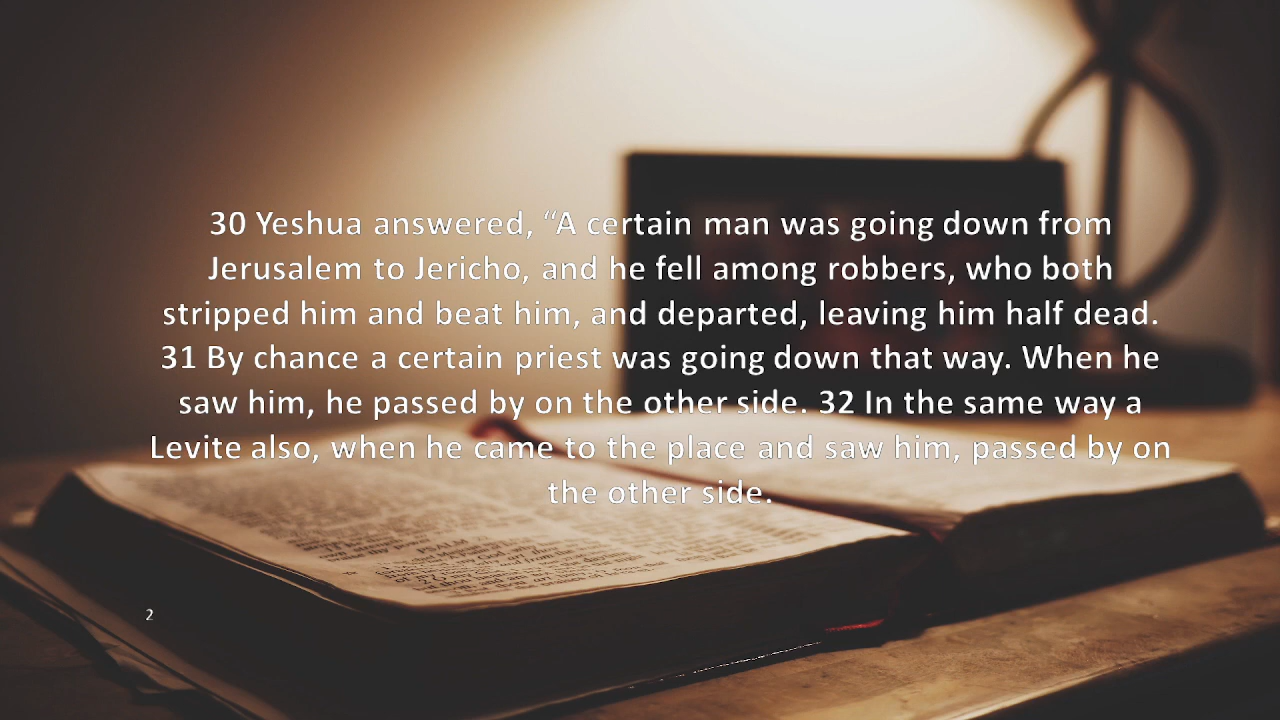 30 Yeshua answered, “A certain man was going down from
Jerusalem to Jericho, and he fell among robbers, who both
stripped him and beat him, and departed, leaving him half dead.
31 By chance a certain priest was going down that way. When he
saw him, he passed by on the other side. 32 In the same way a
Levite also, when he came to the place and saw him, passed by on
the other side.
PSALM
2